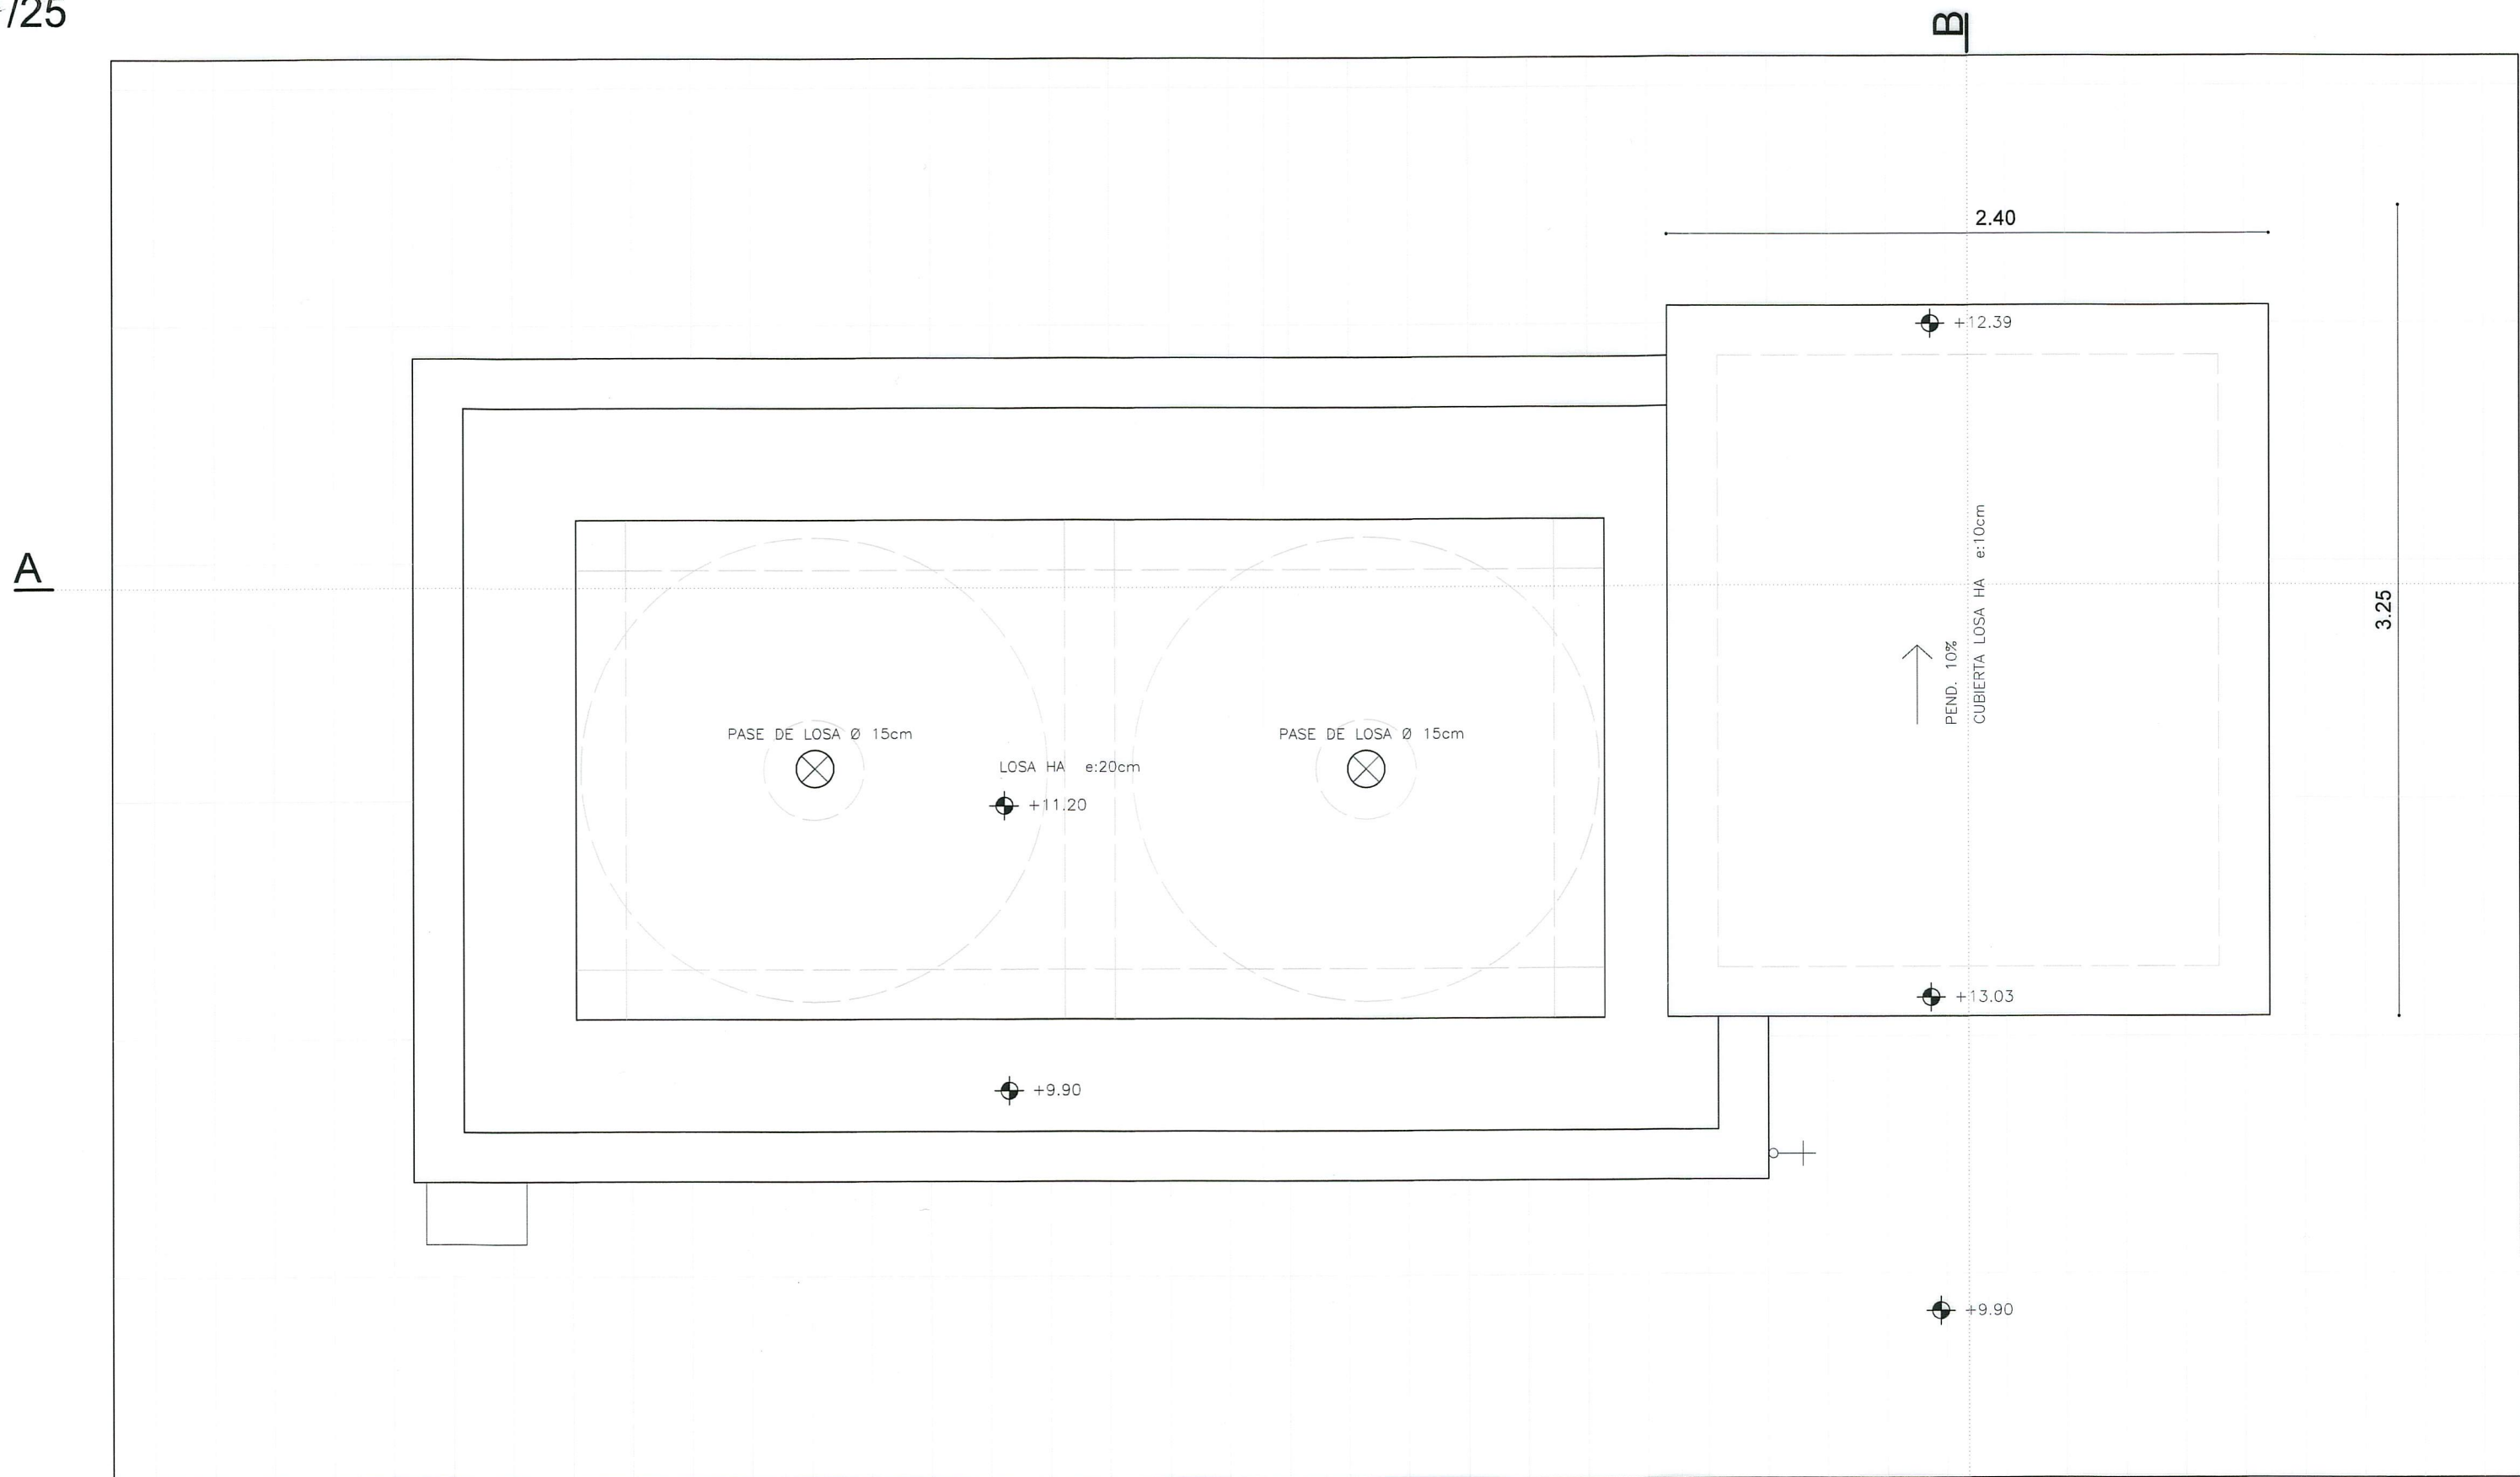 /25
B
2.40
+12.39
A
3.25
PEND. 10%
CUBIERTA LOSA HA e:10cm
PASE DE LOSA Ø 15cm
PASE DE LOSA Ø 15cm
LOSA HA e:20cm
+11.20
+13.03
+9.90
+9.90